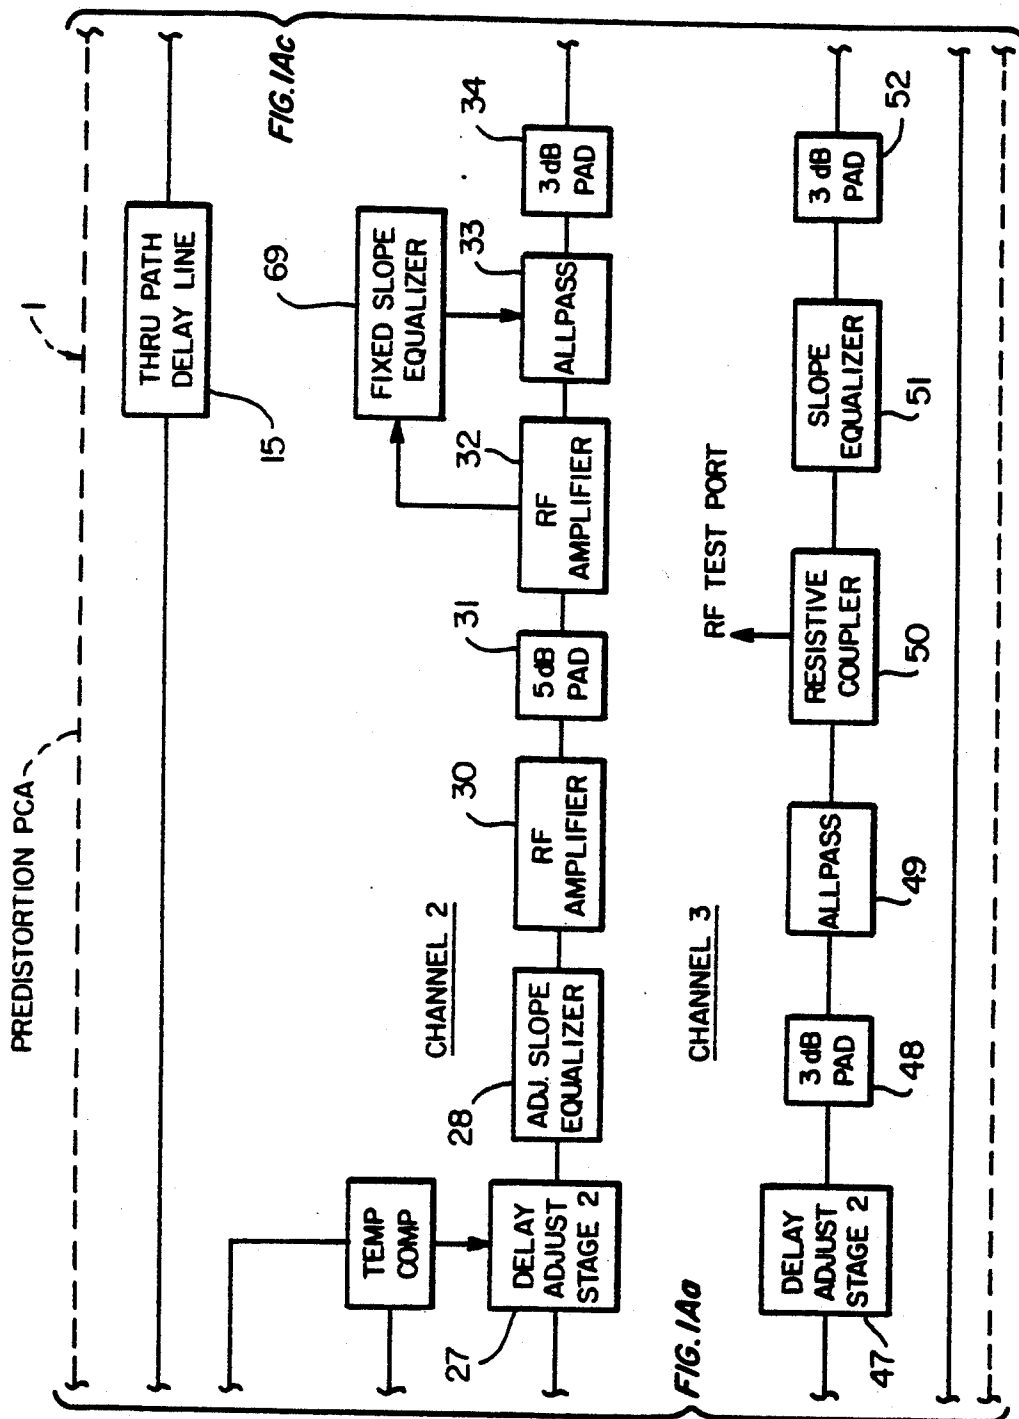 PREDISTORTION PCA
1
THRU PATH
DELAY LINE
15
FIG. 1Ac
TEMP
COMP
69
FIXED SLOPE
EQUALIZER
CHANNEL 2
27
DELAY
ADJUST
STAGE 2
28
ADJ. SLOPE
EQUALIZER
30
RF
AMPLIFIER
31
5 dB
PAD
32
RF
AMPLIFIER
33
ALLPASS
34
3 dB
PAD
CHANNEL 3
RF TEST PORT
DELAY
ADJUST
STAGE 2
47
3 dB
PAD
48
ALLPASS
49
RESISTIVE
COUPLER
50
SLOPE
EQUALIZER
51
3 dB
PAD
52
FIG. 1Aa